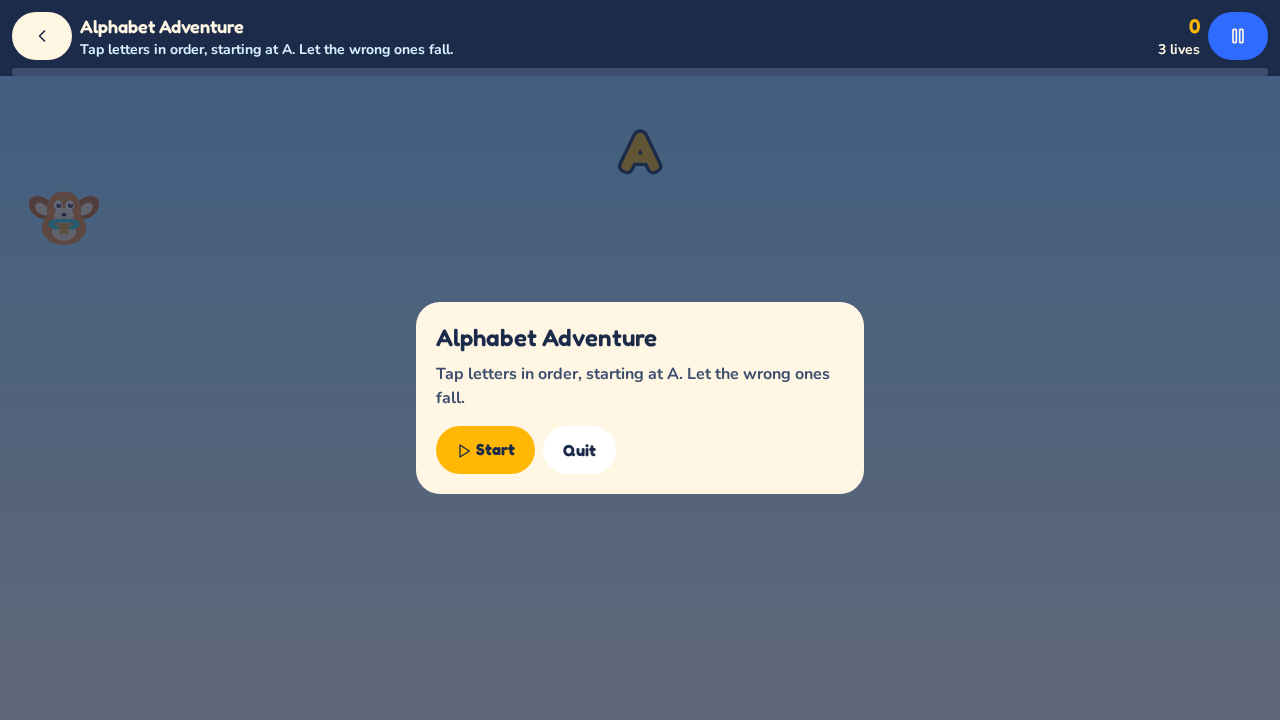 Alphabet Adventure
Tap letters in order, starting at A. Let the wrong ones fall.
0
3 lives
A
Alphabet Adventure
Tap letters in order, starting at A. Let the wrong ones
fall.
Start
Quit